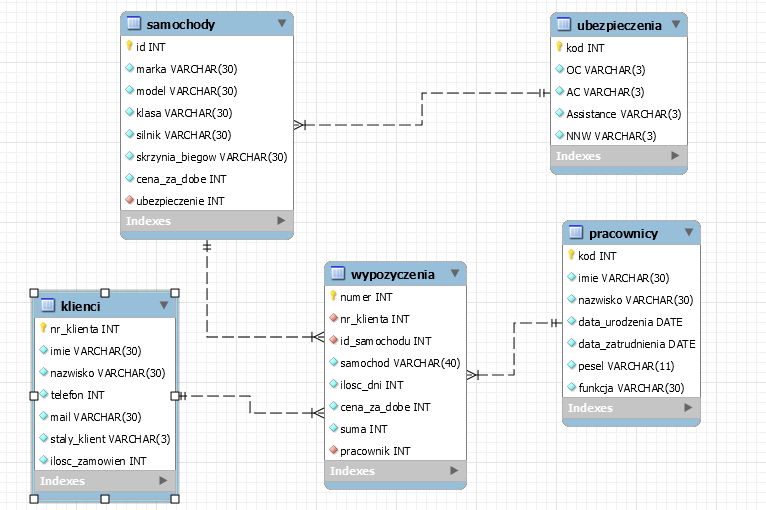 samochody
id INT
marka VARCHAR(30)
model VARCHAR(30)
klasa VARCHAR(30)
silnik VARCHAR(30)
skrzynia_biegow VARCHAR(30)
cena_za_dobe INT
ubezpieczenie INT
Indexes
ubezpieczenia
kod INT
OC VARCHAR(3)
AC VARCHAR(3)
Assistance VARCHAR(3)
NNW VARCHAR(3)
Indexes
klienci
nr_klienta INT
imie VARCHAR(30)
nazwisko VARCHAR(30)
telefon INT
mail VARCHAR(30)
staly_klient VARCHAR(3)
ilosc_zamowien INT
Indexes
wypozyczenia
numer INT
nr_klienta INT
id_samochodu INT
samochod VARCHAR(40)
ilosc_dni INT
cena_za_dobe INT
suma INT
pracownik INT
Indexes
pracownicy
kod INT
imie VARCHAR(30)
nazwisko VARCHAR(30)
data_urodzenia DATE
data_zatrudnienia DATE
pesel VARCHAR(11)
funkcja VARCHAR(30)
Indexes